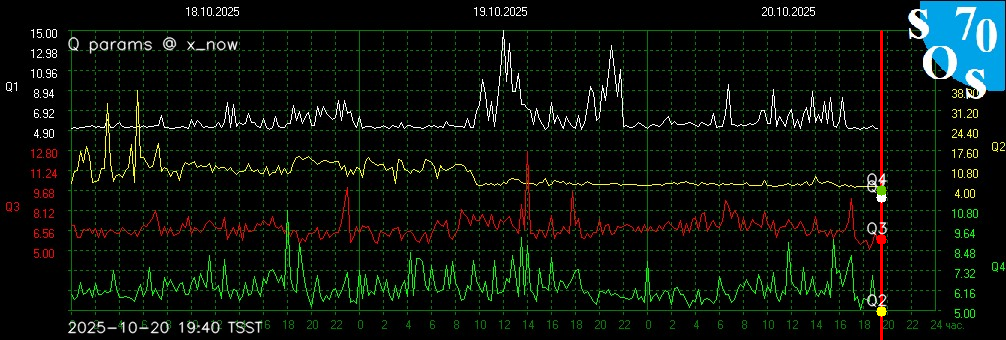 18.10.2025 19.10.2025 20.10.2025
SOS 70
Q params @ x_now
Q1
15.00
12.98
10.96
8.94
6.92
4.90
Q3
12.80
11.24
9.68
8.12
6.56
5.00
Q2
31.20
24.40
17.60
10.80
4.00
Q4
10.80
9.64
8.48
7.32
6.16
5.00
Q4
Q3
Q2
2025-10-20 19:40 TSST
18 20 22 0 2 4 6 8 10 12 14 16 18 20 22 0 2 4 6 8 10 12 14 16 18 20 22 24 час.